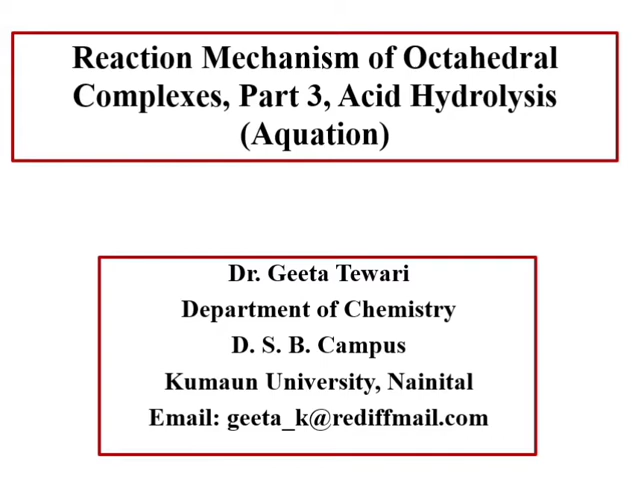 Reaction Mechanism of Octahedral
Complexes, Part 3, Acid Hydrolysis
(Aquation)
Dr. Geeta Tewari
Department of Chemistry
D. S. B. Campus
Kumaun University, Nainital
Email: geeta_k@rediffmail.com